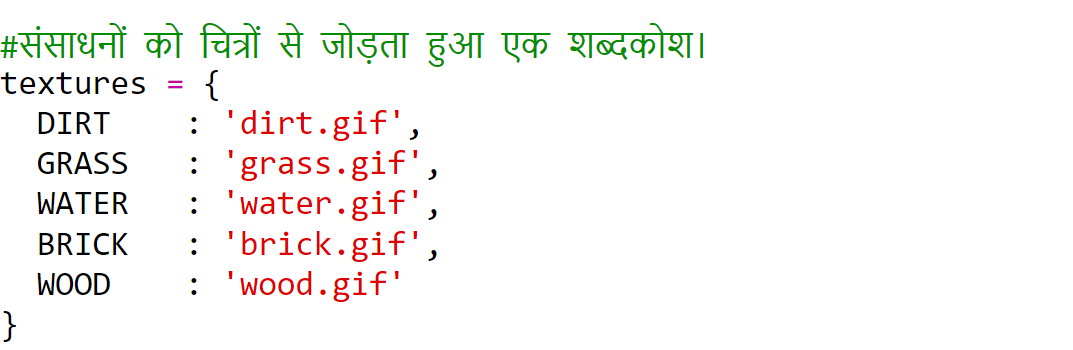 #संसाधनों को चित्रों से जोड़ता हुआ एक शब्दकोश।
textures = {
  DIRT    : 'dirt.gif',
  GRASS   : 'grass.gif',
  WATER   : 'water.gif',
  BRICK   : 'brick.gif',
  WOOD    : 'wood.gif'
}